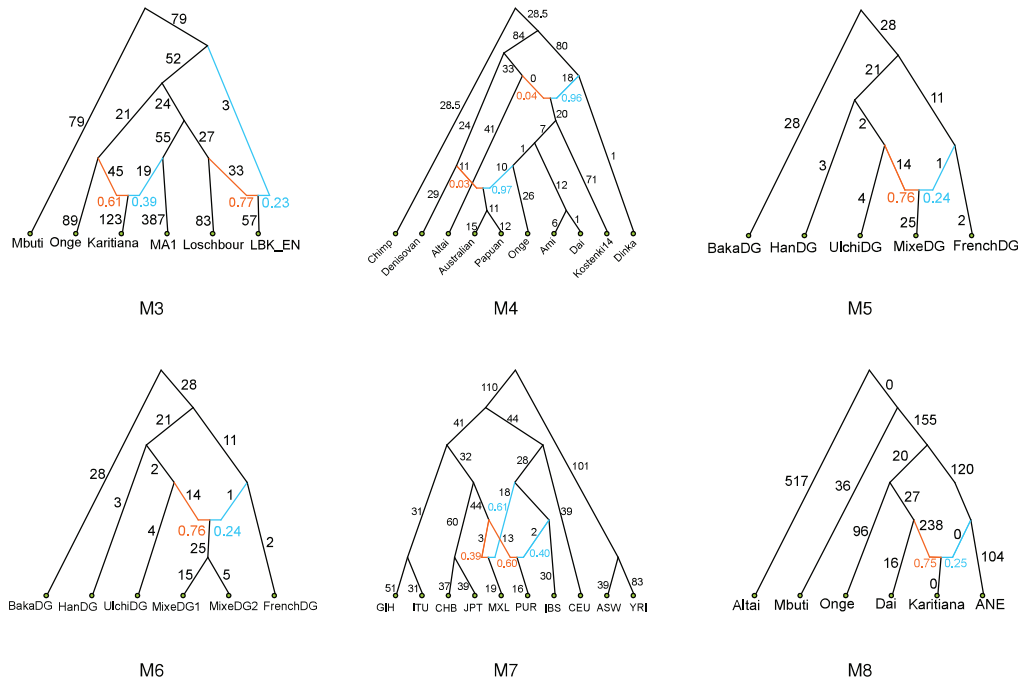 79
52
21
24
3
79
55
27
45
19
33
0.61
0.39
0.77
0.23
89
123
387
83
57
Mbuti
Onge
Karitiana
MA1
Loschbour
LBK_EN
M3
28.5
84
80
33
0
18
0.04
0.96
28.5
20
24
41
7
1
1
11
10
0.03
0.97
29
26
12
71
11
15
12
6
1
Chimp
Denisovan
Altai
Australian
Papuan
Onge
Ami
Dai
Kostenki14
Dinka
M4
28
21
11
2
28
3
14
1
4
0.76
0.24
25
2
BakaDG
HanDG
UlchiDG
MixeDG
FrenchDG
M5
28
21
11
2
28
3
14
1
4
0.76
0.24
25
2
15
5
BakaDG
HanDG
UlchiDG
MixeDG1
MixeDG2
FrenchDG
M6
110
41
44
32
28
101
18
44
0.61
31
60
39
3
13
2
0.39
0.60
0.40
51
31
37
39
19
16
30
39
83
GIH
ITU
CHB
JPT
MXL
PUR
IBS
CEU
ASW
YRI
M7
0
155
20
120
517
36
27
96
238
0
16
0.75
0.25
104
0
Altai
Mbuti
Onge
Dai
Karitiana
ANE
M8